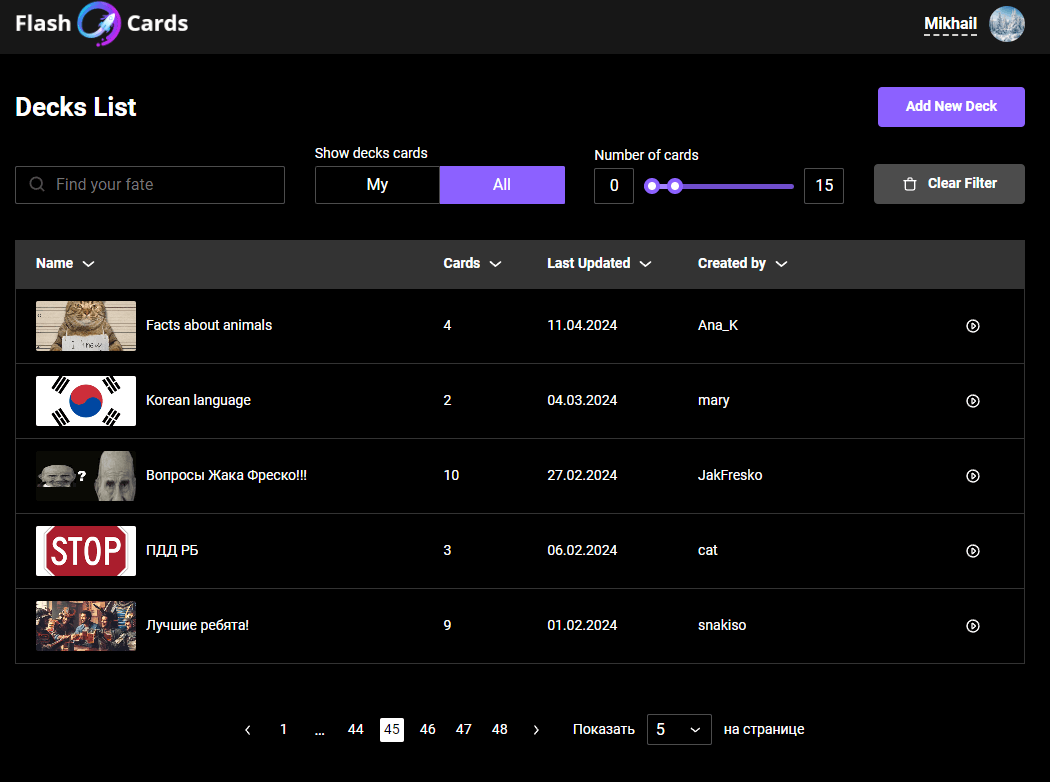 Flash Cards
Mikhail
Decks List
Add New Deck
Show decks cards
Number of cards
Find your fate
My
All
0
15
Clear Filter
Name Cards Last Updated Created by
I knew
Facts about animals 4 11.04.2024 Ana_K
Korean language 2 04.03.2024 mary
?
Вопросы Жака Фреско!!! 10 27.02.2024 JakFresko
STOP
ПДД РБ 3 06.02.2024 cat
Лучшие ребята! 9 01.02.2024 snakiso
1 ... 44 45 46 47 48 Показать 5 на странице